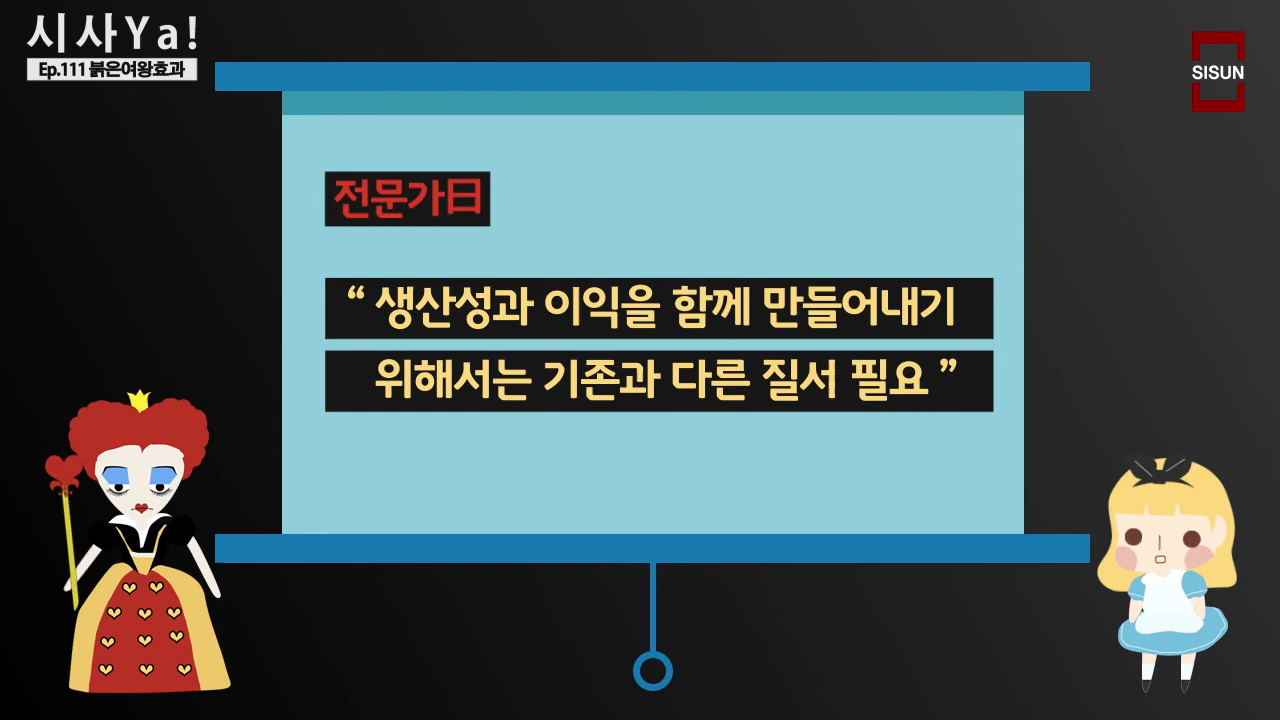 시사Ya!
Ep.111 붉은여왕효과
SISUN
전문가日
“ 생산성과 이익을 함께 만들어내기
위해서는 기존과 다른 질서 필요 ”